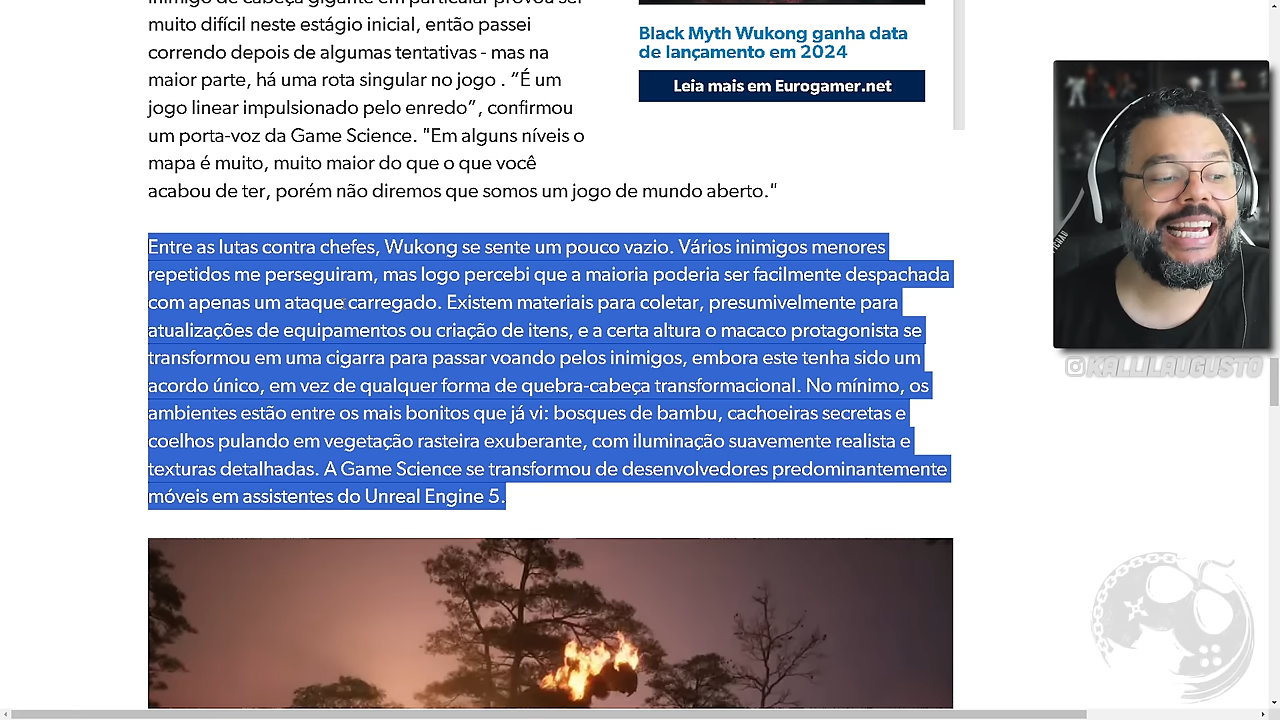 inimigo de cabeça gigante em particular provou ser
muito difícil neste estágio inicial, então passei
correndo depois de algumas tentativas - mas na
maior parte, há uma rota singular no jogo . “É um
jogo linear impulsionado pelo enredo”, confirmou
um porta-voz da Game Science. "Em alguns níveis o
mapa é muito, muito maior do que o que você
acabou de ter, porém não diremos que somos um jogo de mundo aberto."
Black Myth Wukong ganha data
de lançamento em 2024
Leia mais em Eurogamer.net
Entre as lutas contra chefes, Wukong se sente um pouco vazio. Vários inimigos menores
repetidos me perseguiram, mas logo percebi que a maioria poderia ser facilmente despachada
com apenas um ataque carregado. Existem materiais para coletar, presumivelmente para
atualizações de equipamentos ou criação de itens, e a certa altura o macaco protagonista se
transformou em uma cigarra para passar voando pelos inimigos, embora este tenha sido um
acordo único, em vez de qualquer forma de quebra-cabeça transformacional. No mínimo, os
ambientes estão entre os mais bonitos que já vi: bosques de bambu, cachoeiras secretas e
coelhos pulando em vegetação rasteira exuberante, com iluminação suavemente realista e
texturas detalhadas. A Game Science se transformou de desenvolvedores predominantemente
móveis em assistentes do Unreal Engine 5.
KALLILAUGUSTO